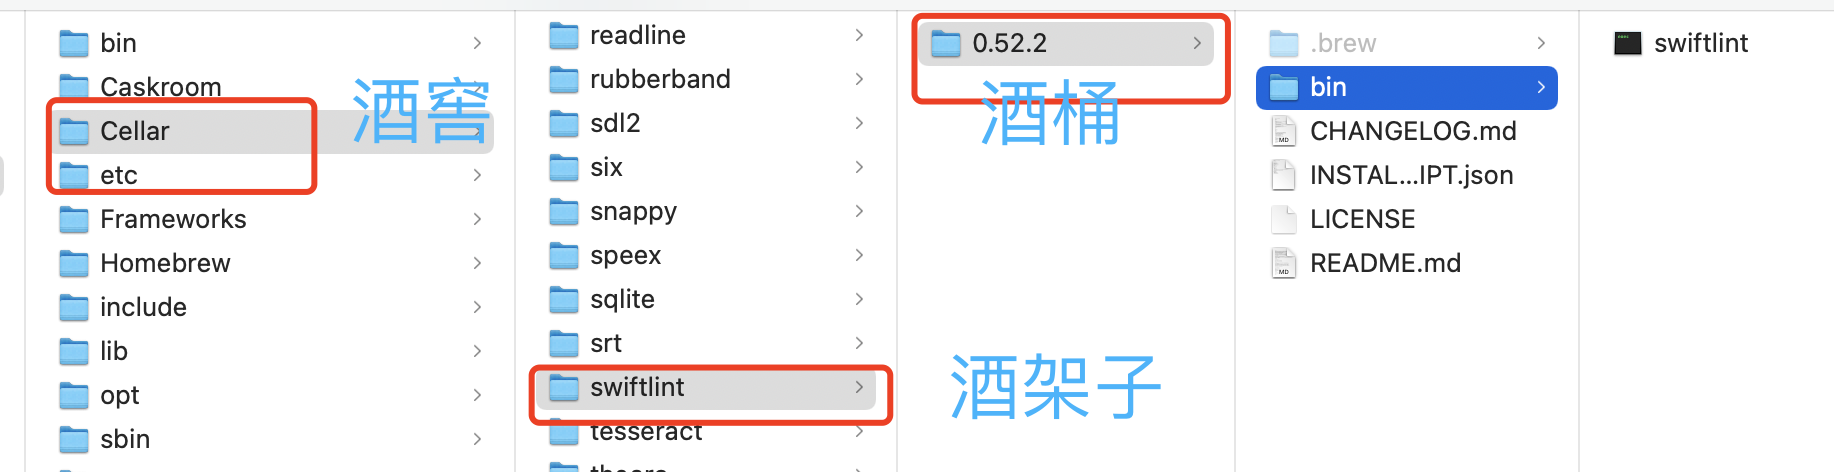 bin
Caskroom
Cellar
etc
Frameworks
Homebrew
include
lib
opt
sbin
酒窖
readline
rubberband
sdl2
six
snappy
speex
sqlite
srt
swiftlint
tesseract
0.52.2
酒桶
酒架子
.brew
bin
CHANGELOG.md
INSTAL...IPT.json
LICENSE
README.md
swiftlint